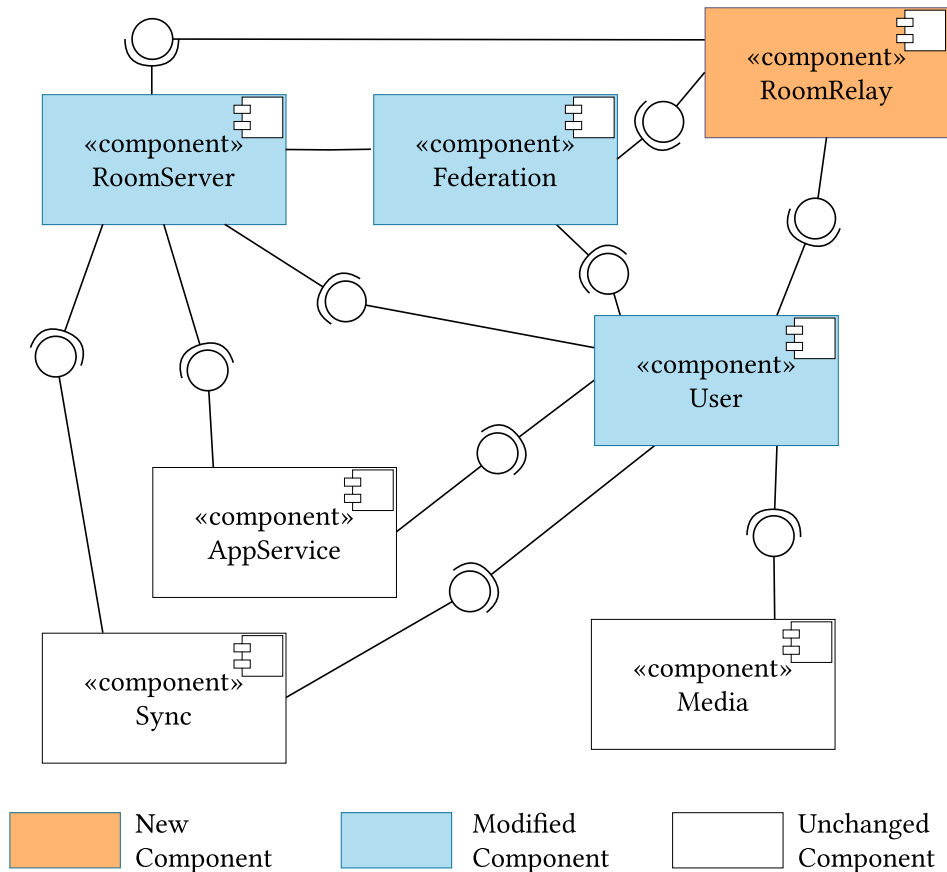 «component»
RoomRelay
«component»
RoomServer
«component»
Federation
«component»
User
«component»
AppService
«component»
Sync
«component»
Media
New
Component
Modified
Component
Unchanged
Component